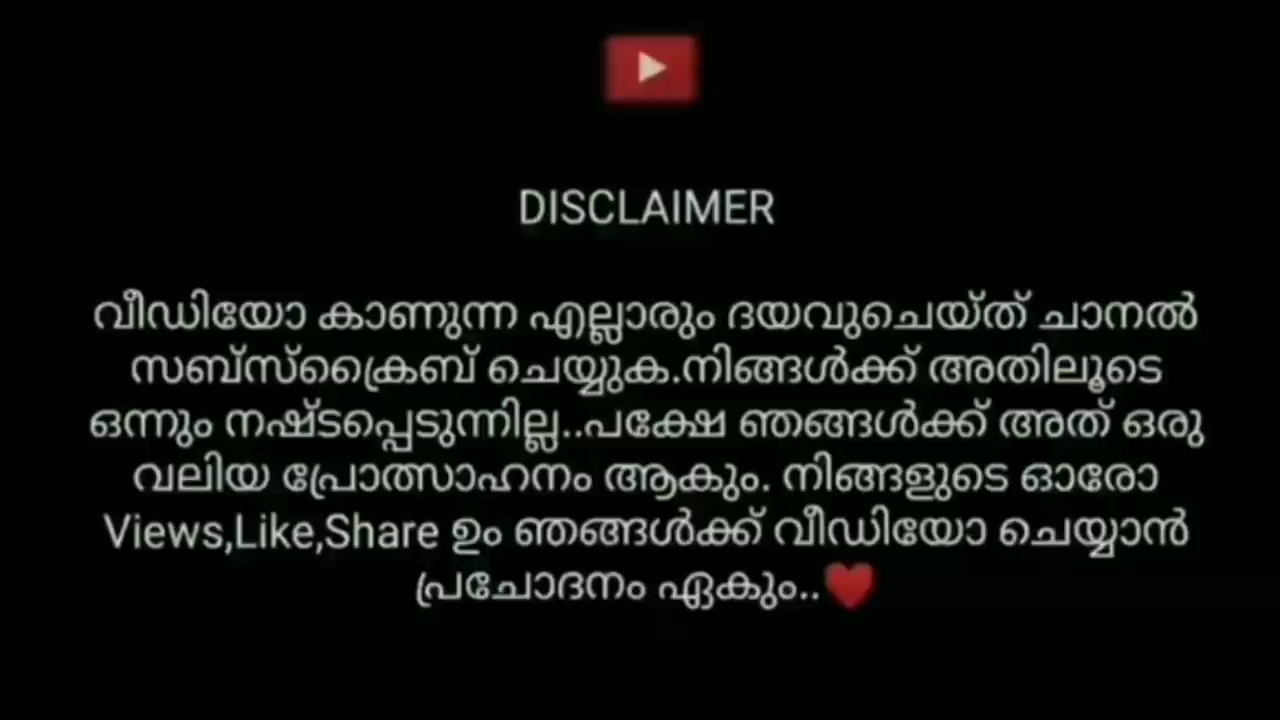 DISCLAIMER
വീഡിയോ കാണുന്ന എല്ലാരും ദയവുചെയ്ത് ചാനൽ
സബ്സ്ക്രൈബ് ചെയ്യുക.നിങ്ങൾക്ക് അതിലൂടെ
ഒന്നും നഷ്ടപ്പെടുന്നില്ല..പക്ഷേ ഞങ്ങൾക്ക് അത് ഒരു
വലിയ പ്രോത്സാഹനം ആകും. നിങ്ങളുടെ ഓരോ
Views,Like,Share ഉം ഞങ്ങൾക്ക് വീഡിയോ ചെയ്യാൻ
പ്രചോദനം ഏകും..❤️